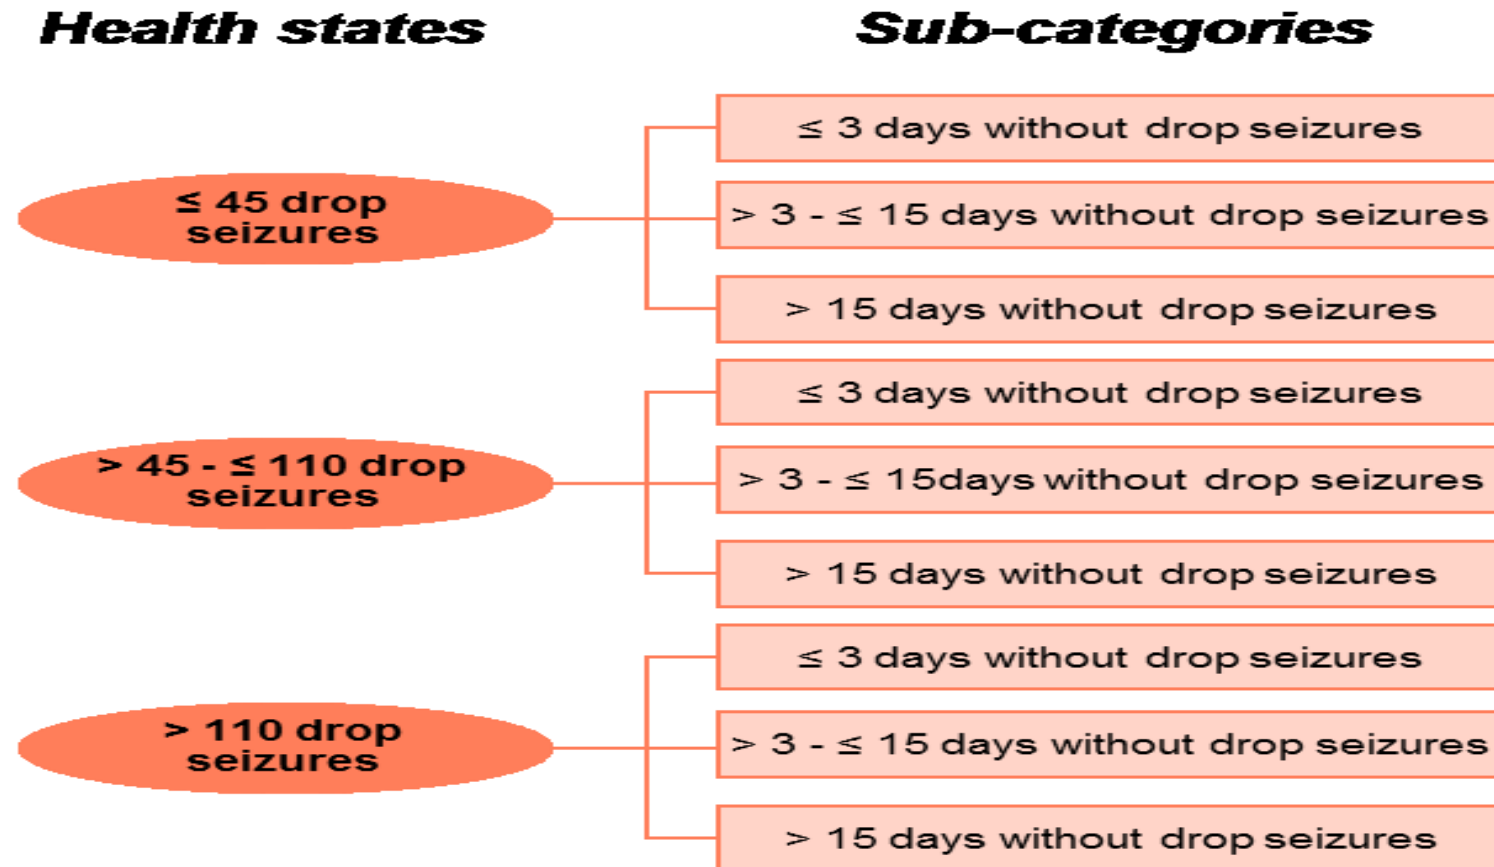 Health states
Sub-categories
≤ 45 drop
seizures
≤ 3 days without drop seizures
> 3 - ≤ 15 days without drop seizures
> 15 days without drop seizures
> 45 - ≤ 110 drop
seizures
≤ 3 days without drop seizures
> 3 - ≤ 15days without drop seizures
> 15 days without drop seizures
> 110 drop
seizures
≤ 3 days without drop seizures
> 3 - ≤ 15 days without drop seizures
> 15 days without drop seizures